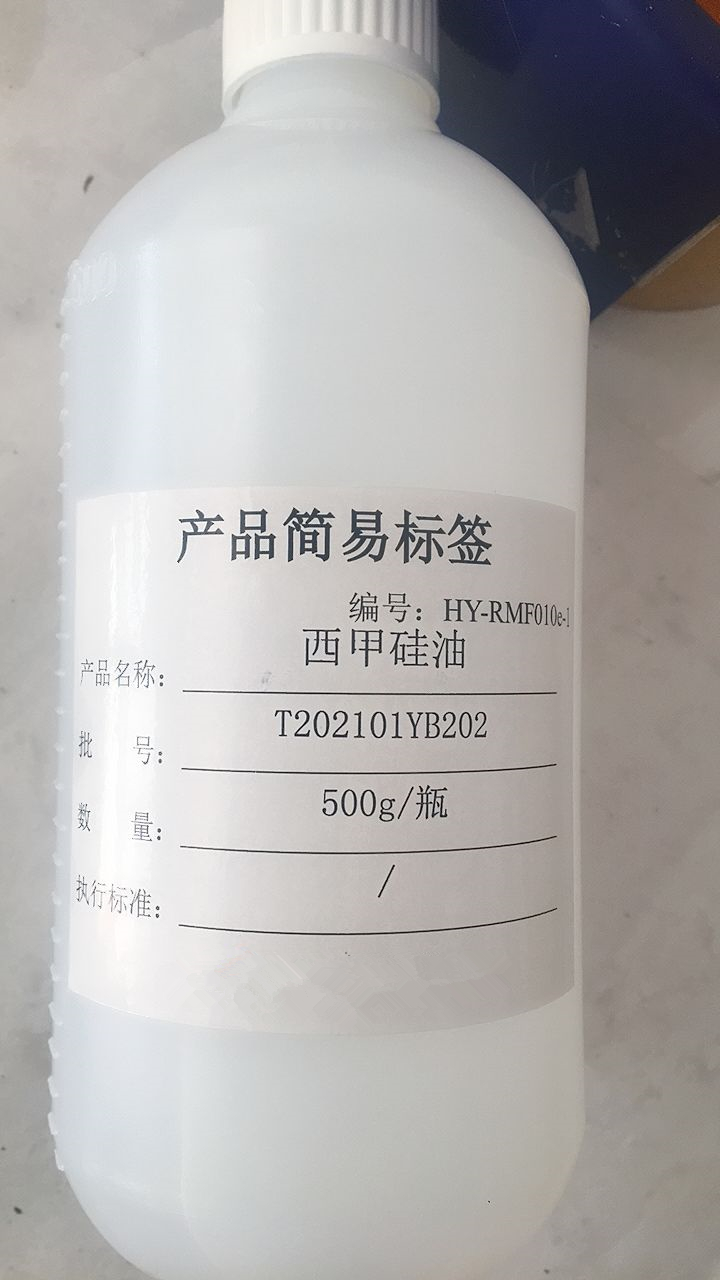 产品简易标签
编号：HY-RMF010e-1
产品名称：西甲硅油
批 号：T202101YB202
数 量：500g/瓶
执行标准：/